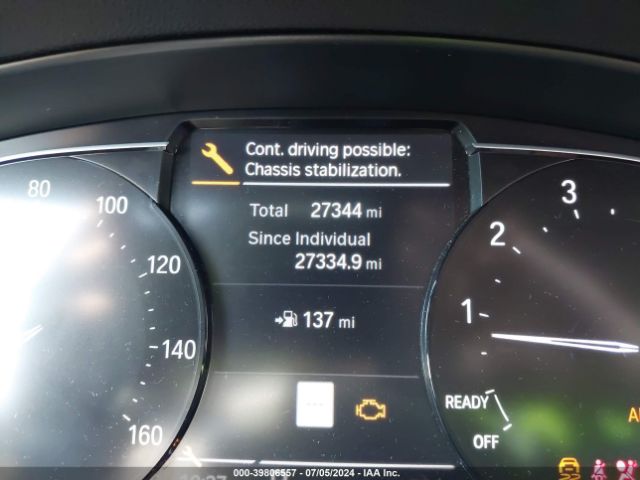 Cont. driving possible:
Chassis stabilization.
Total 27344 mi
Since Individual
27334.9 mi
137 mi
80
100
120
140
160
3
2
1
READY
OFF
000-39806557 - 07/05/2024 - IAA Inc.